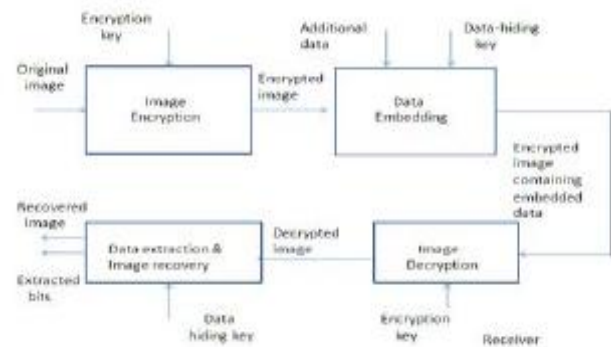 Encryption
key
Additional
data
Data-hiding
key
Original
image
Image
Encryption
Encrypted
image
Data
Embedding
Encrypted
image
containing
embedded
data
Recovered
image
Extracted
bits
Data extraction &
Image recovery
Decrypted
image
Image
Decryption
Data
hiding key
Encryption
key
Receiver